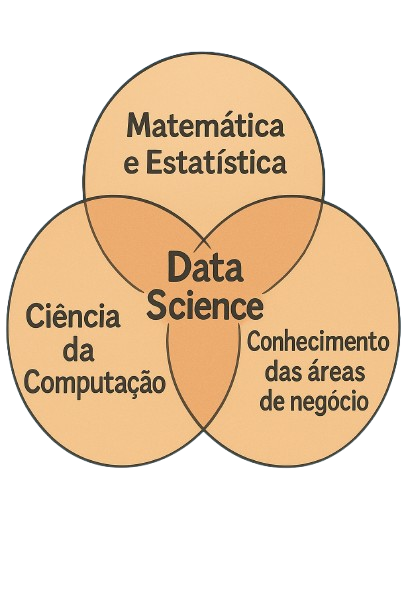 Matemática
e Estatística
Data
Science
Ciência
da
Computação
Conhecimento
das áreas
de negócio